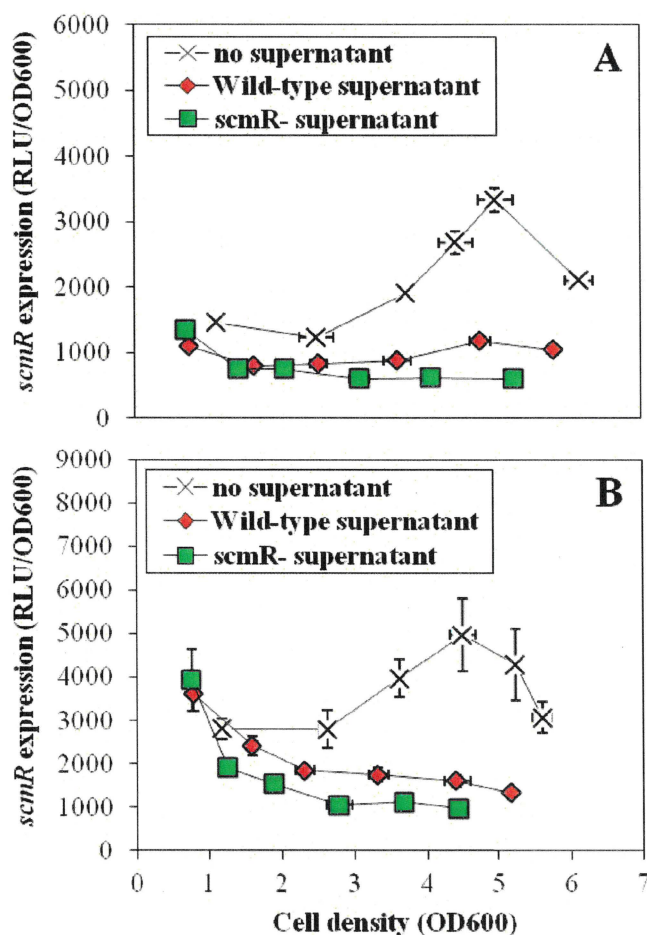 6000
5000
4000
3000
2000
1000
0
scmR expression (RLU/OD600)
no supernatant
Wild-type supernatant
scmR- supernatant
A
9000
8000
7000
6000
5000
4000
3000
2000
1000
0
scmR expression (RLU/OD600)
no supernatant
Wild-type supernatant
scmR- supernatant
B
0 1 2 3 4 5 6 7
Cell density (OD600)